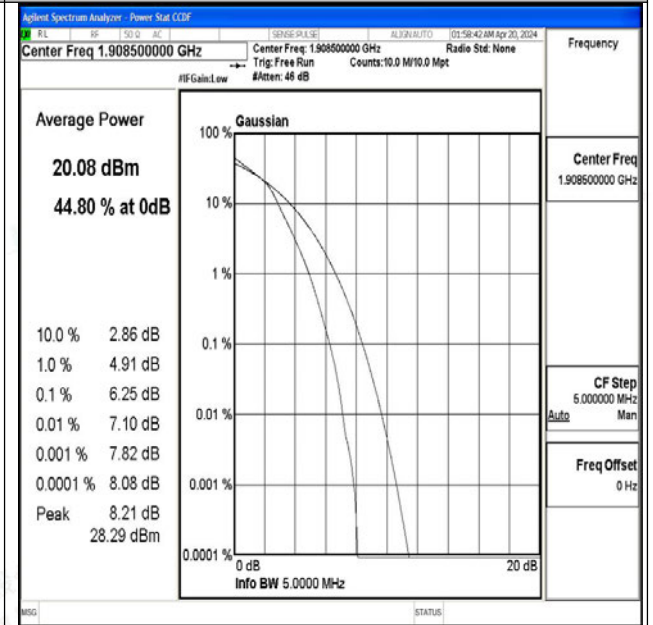 Agilent Spectrum Analyzer - Power Stat CCDF
RL RF 50 Ω AC SENSE:PULSE ALIGN AUTO 01:58:42 AM Apr 20, 2024
Center Freq 1.908500000 GHz
Center Freq: 1.908500000 GHz Radio Std: None
Trig: Free Run Counts:10.0 M/10.0 Mpt
#IFGain:Low #Atten: 46 dB
Frequency
Average Power
20.08 dBm
44.80 % at 0dB
10.0 % 2.86 dB
1.0 % 4.91 dB
0.1 % 6.25 dB
0.01 % 7.10 dB
0.001 % 7.82 dB
0.0001 % 8.08 dB
Peak 8.21 dB
28.29 dBm
Gaussian
100 %
10 %
1 %
0.1 %
0.01 %
0.001 %
0.0001 %
0 dB 20 dB
Info BW 5.0000 MHz
Center Freq
1.908500000 GHz
CF Step
5.000000 MHz
Auto Man
Freq Offset
0 Hz
MSG STATUS